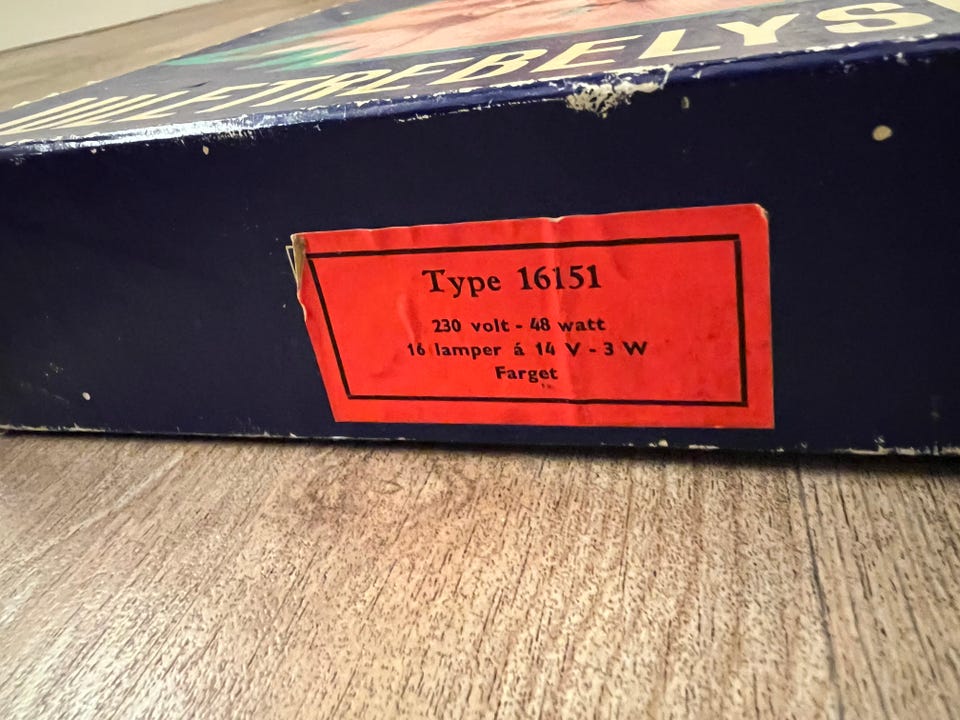 JULETREBELYS
Type 16151
230 volt - 48 watt
16 lamper á 14 V - 3 W
Farget